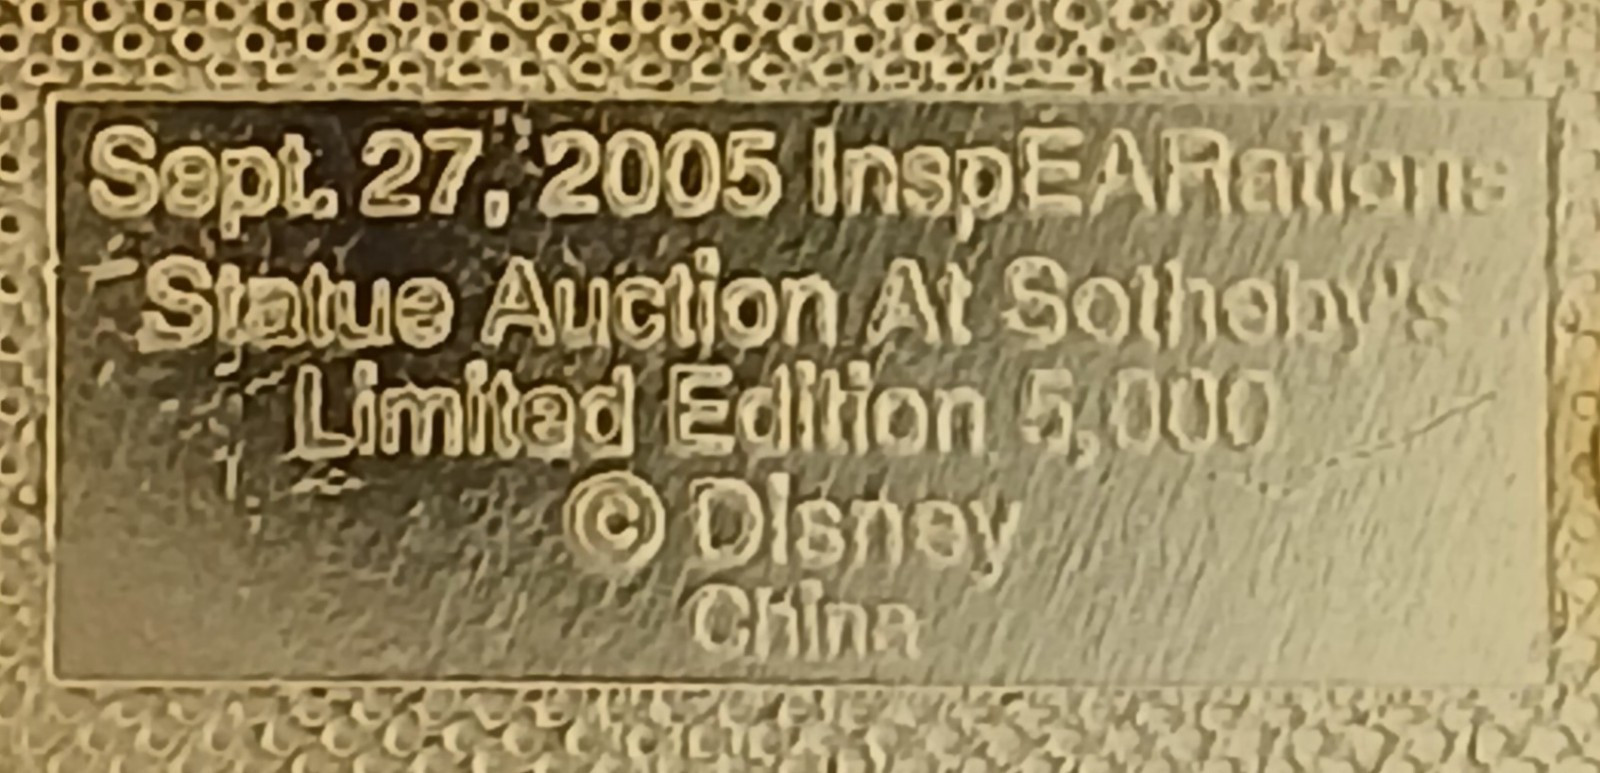 Sept. 27, 2005 InspEARations
Statue Auction At Sotheby's
Limited Edition 5,000
© Disney
China